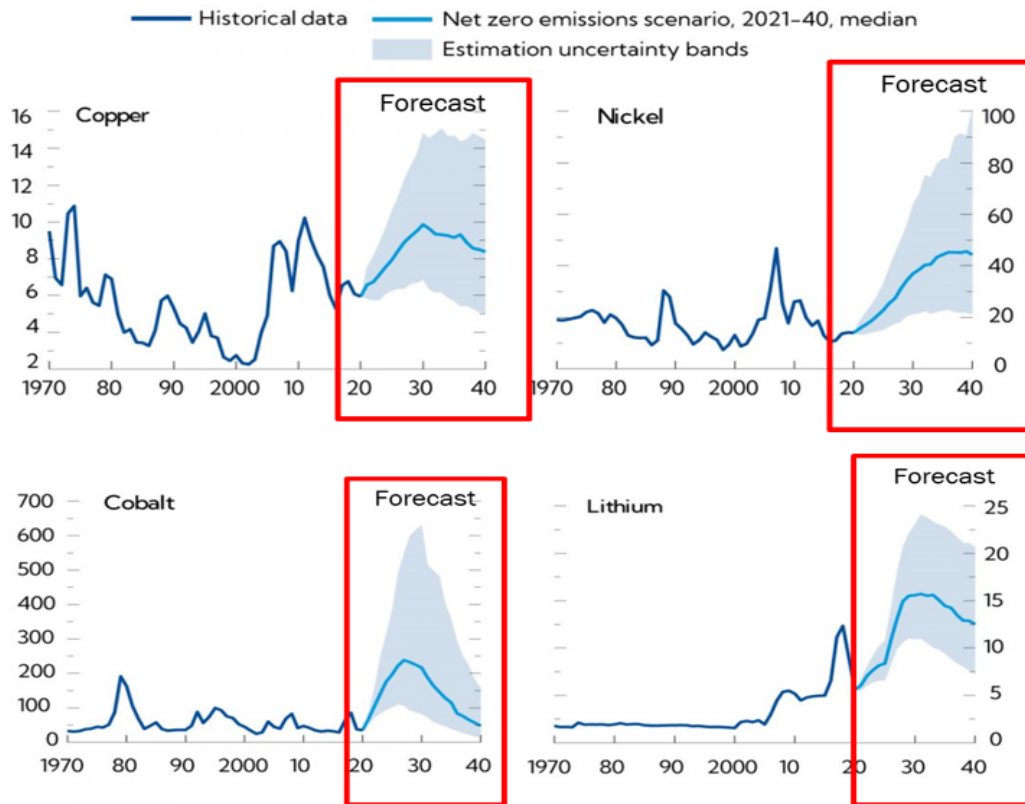 Historical data
Net zero emissions scenario, 2021–40, median
Estimation uncertainty bands
Forecast
Copper
16
14
12
10
8
6
4
2
1970 80 90 2000 10 20 30 40
Forecast
Nickel
100
80
60
40
20
0
1970 80 90 2000 10 20 30 40
Forecast
Cobalt
700
600
500
400
300
200
100
0
1970 80 90 2000 10 20 30 40
Forecast
Lithium
25
20
15
10
5
0
1970 80 90 2000 10 20 30 40